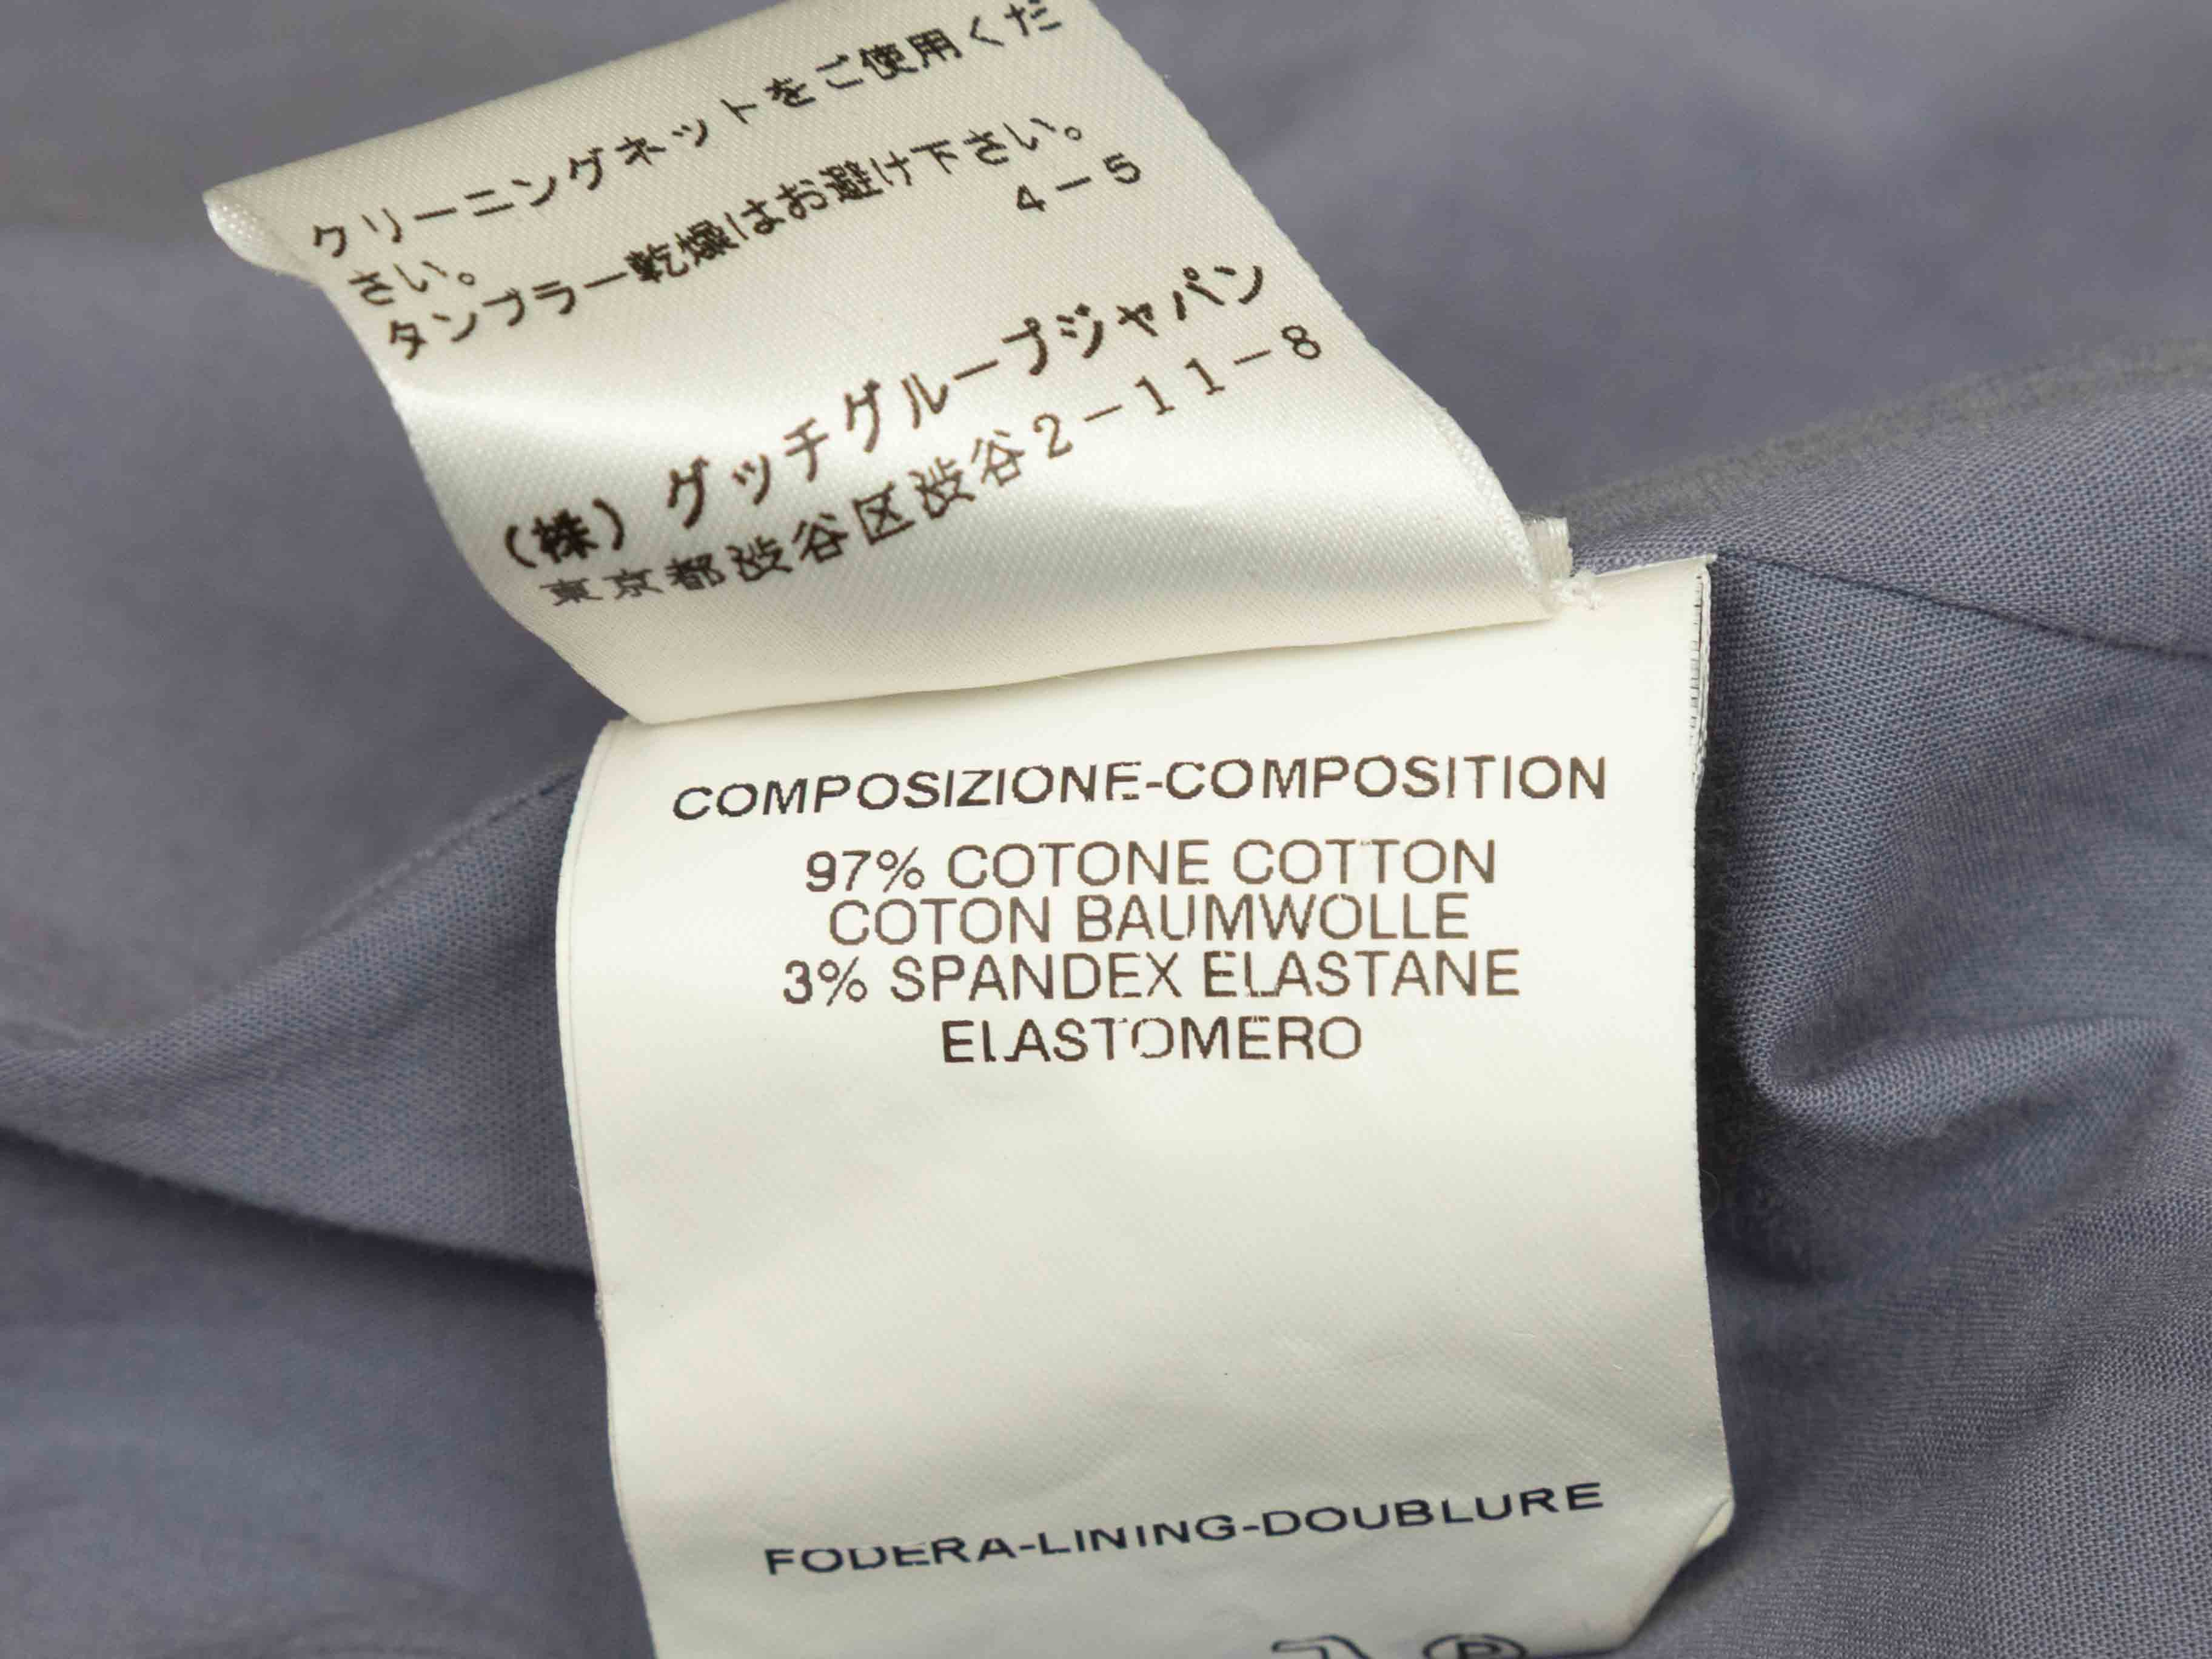 クリーニングネットをご使用くだ
さい。
タンブラー乾燥はお避け下さい。
4-5
(株) グッチグループジャパン
東京都渋谷区渋谷2-11-8
COMPOSIZIONE-COMPOSITION
97% COTONE COTTON
COTON BAUMWOLLE
3% SPANDEX ELASTANE
ELASTOMERO
FODERA-LINING-DOUBLURE
P